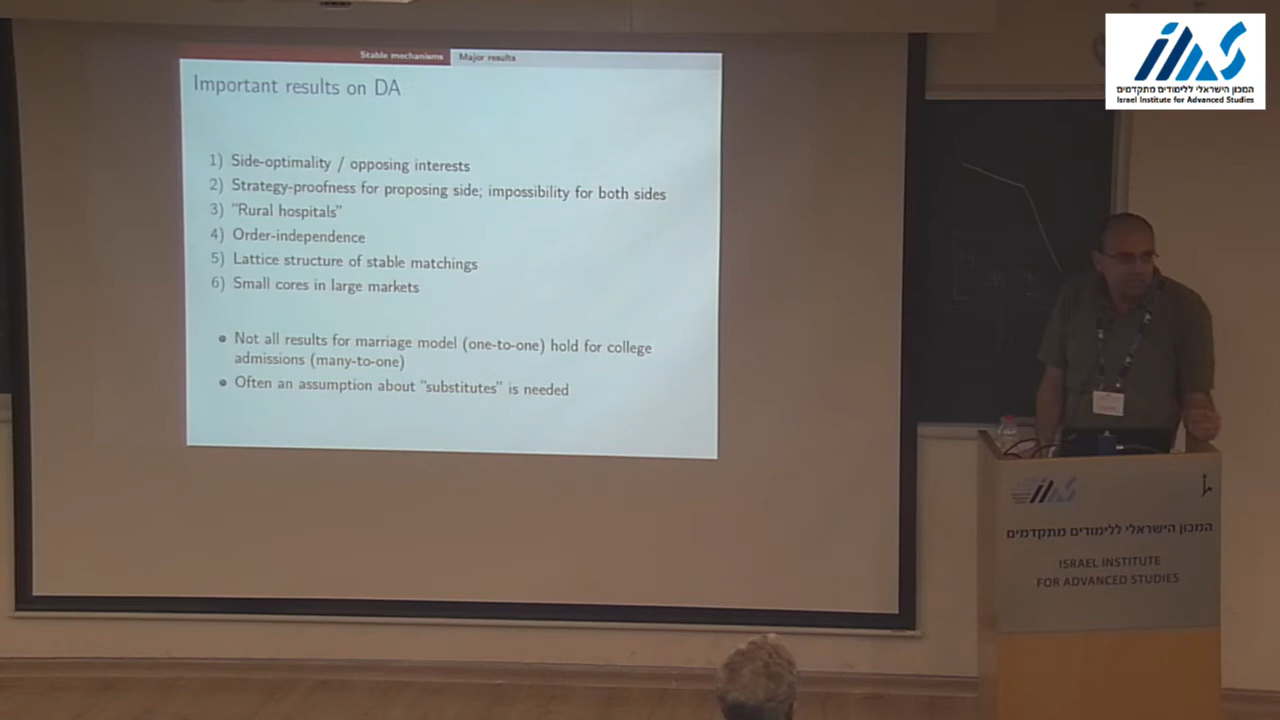 Stable mechanisms
Major results
Important results on DA
1) Side-optimality / opposing interests
2) Strategy-proofness for proposing side; impossibility for both sides
3) "Rural hospitals"
4) Order-independence
5) Lattice structure of stable matchings
6) Small cores in large markets
• Not all results for marriage model (one-to-one) hold for college
admissions (many-to-one)
• Often an assumption about "substitutes" is needed
המכון הישראלי ללימודים מתקדמים
Israel Institute for Advanced Studies
המכון הישראלי ללימודים מתקדמים
ISRAEL INSTITUTE
FOR ADVANCED STUDIES